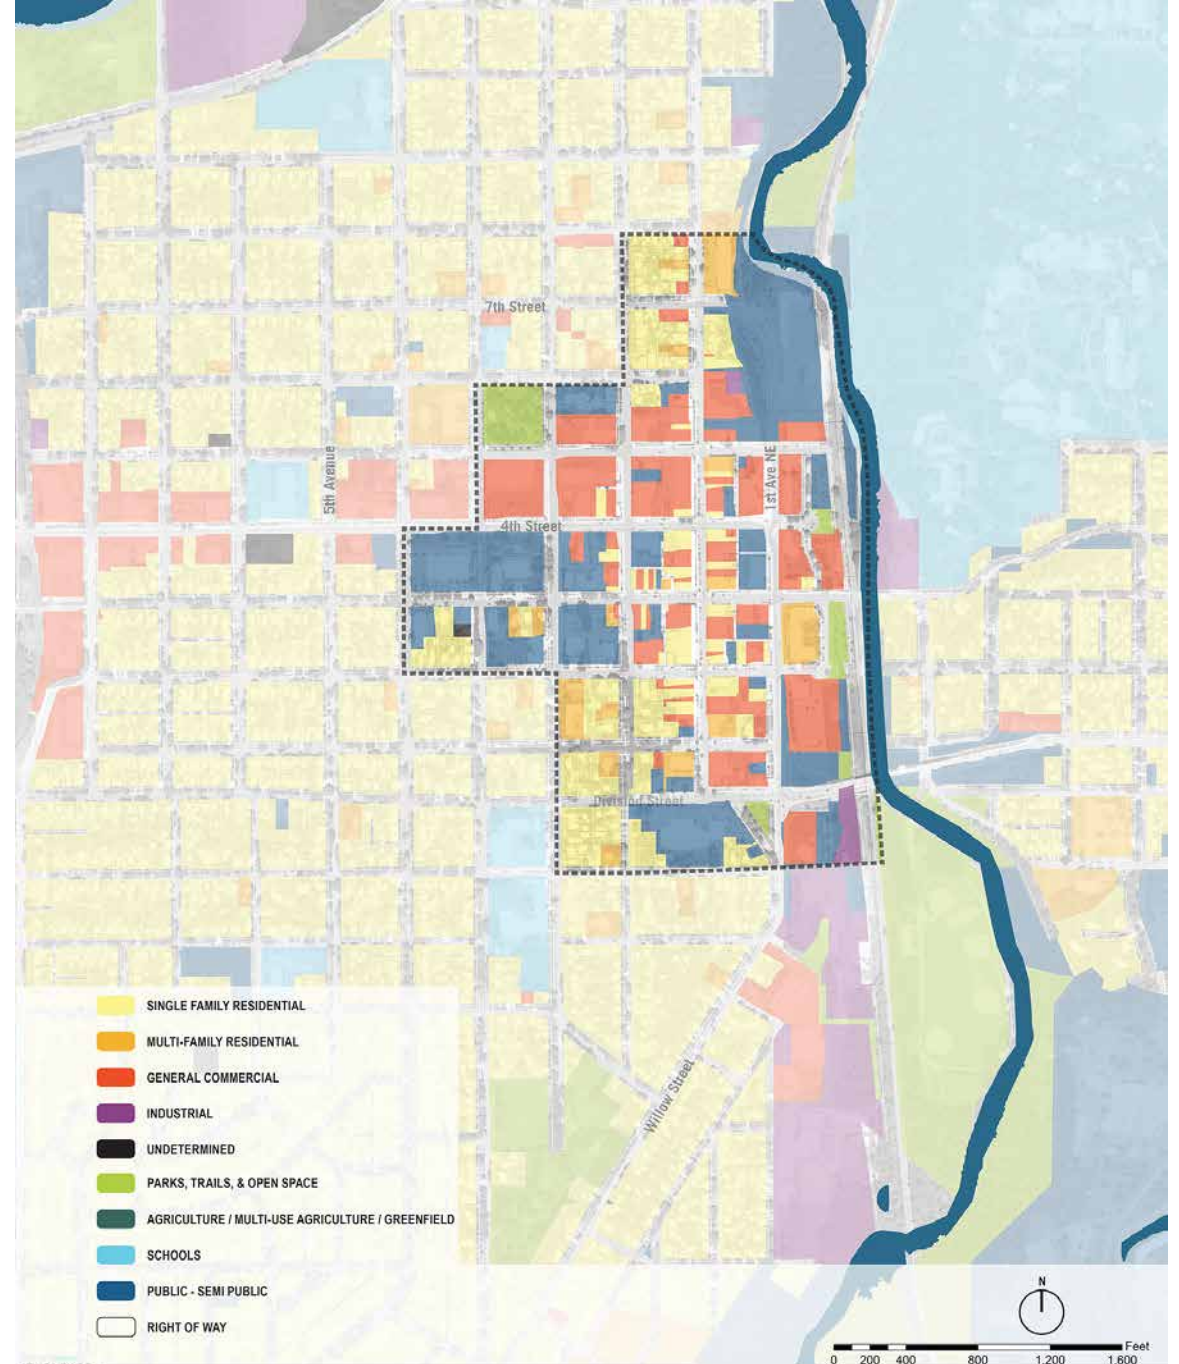 7th Street
5th Avenue
1st Ave NE
4th Street
Division Street
Willow Street
SINGLE FAMILY RESIDENTIAL
MULTI-FAMILY RESIDENTIAL
GENERAL COMMERCIAL
INDUSTRIAL
UNDETERMINED
PARKS, TRAILS, & OPEN SPACE
AGRICULTURE / MULTI-USE AGRICULTURE / GREENFIELD
SCHOOLS
PUBLIC - SEMI PUBLIC
RIGHT OF WAY
N
Feet
0 200 400 800 1,200 1,600